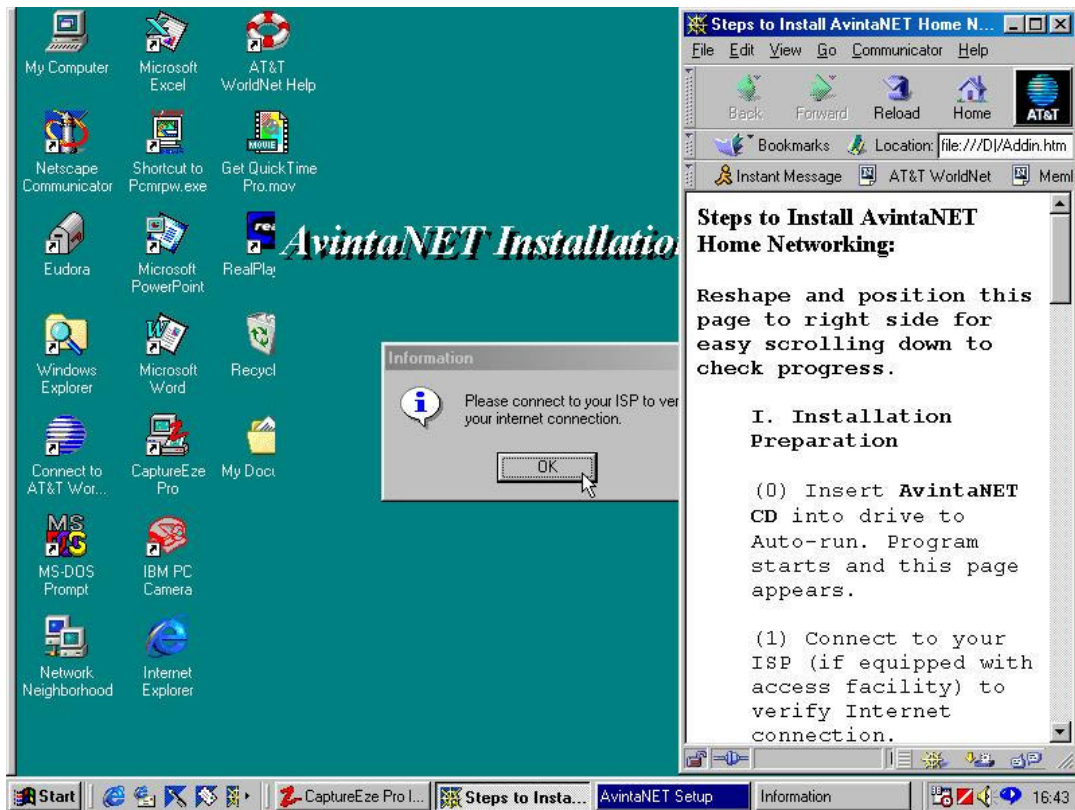 My Computer
Microsoft
Excel
AT&T
WorldNet Help
Netscape
Communicator
Shortcut to
Pcmrpw.exe
MOVIE
Get QuickTime
Pro.mov
Eudora
Microsoft
PowerPoint
rea
RealPlay
Windows
Explorer
Microsoft
Word
Recycl
Connect to
AT&T Wor...
CaptureEze
Pro
My Docu
MS
MS-DOS
Prompt
IBM PC
Camera
Network
Neighborhood
Internet
Explorer
AvintaNET Installatio
Information
Please connect to your ISP to ver
your internet connection.
OK
Steps to Install AvintaNET Home N...
File Edit View Go Communicator Help
Back Forward Reload Home AT&T
Bookmarks Location: file:///D|/Addin.htm
Instant Message AT&T WorldNet Meml
Steps to Install AvintaNET
Home Networking:
Reshape and position this
page to right side for
easy scrolling down to
check progress.
I. Installation
Preparation
(0) Insert AvintaNET
CD into drive to
Auto-run. Program
starts and this page
appears.
(1) Connect to your
ISP (if equipped with
access facility) to
verify Internet
connection.
Start CaptureEze Pro I... Steps to Insta... AvintaNET Setup Information 16:43